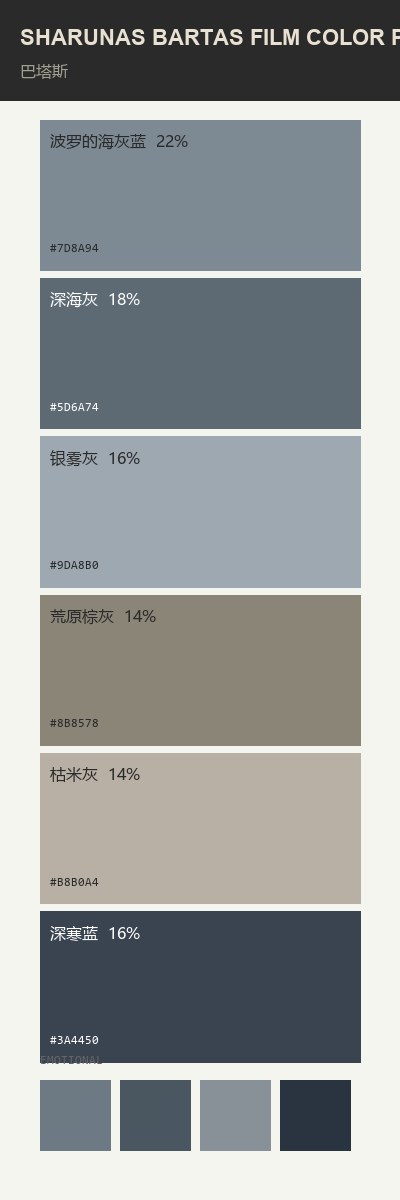 SHARUNAS BARTAS FILM COLOR P
巴塔斯
波罗的海灰蓝 22%
#7D8A94
深海灰 18%
#5D6A74
银雾灰 16%
#9DA8B0
荒原棕灰 14%
#8B8578
枯米灰 14%
#B8B0A4
深寒蓝 16%
#3A4450
EMOTIONAL